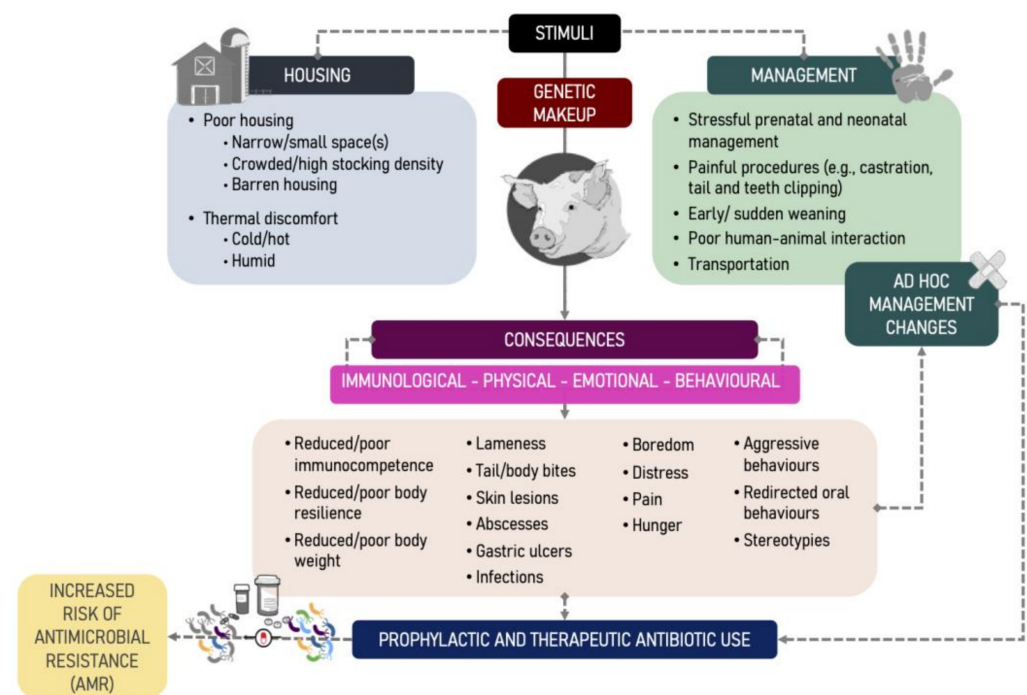 STIMULI
HOUSING
• Poor housing
• Narrow/small space(s)
• Crowded/high stocking density
• Barren housing
• Thermal discomfort
• Cold/hot
• Humid
GENETIC
MAKEUP
MANAGEMENT
• Stressful prenatal and neonatal
management
• Painful procedures (e.g., castration,
tail and teeth clipping)
• Early/ sudden weaning
• Poor human-animal interaction
• Transportation
AD HOC
MANAGEMENT
CHANGES
CONSEQUENCES
IMMUNOLOGICAL - PHYSICAL - EMOTIONAL - BEHAVIOURAL
• Reduced/poor
immunocompetence
• Reduced/poor body
resilience
• Reduced/poor body
weight
• Lameness
• Tail/body bites
• Skin lesions
• Abscesses
• Gastric ulcers
• Infections
• Boredom
• Distress
• Pain
• Hunger
• Aggressive
behaviours
• Redirected oral
behaviours
• Stereotypies
PROPHYLACTIC AND THERAPEUTIC ANTIBIOTIC USE
INCREASED
RISK OF
ANTIMICROBIAL
RESISTANCE
(AMR)